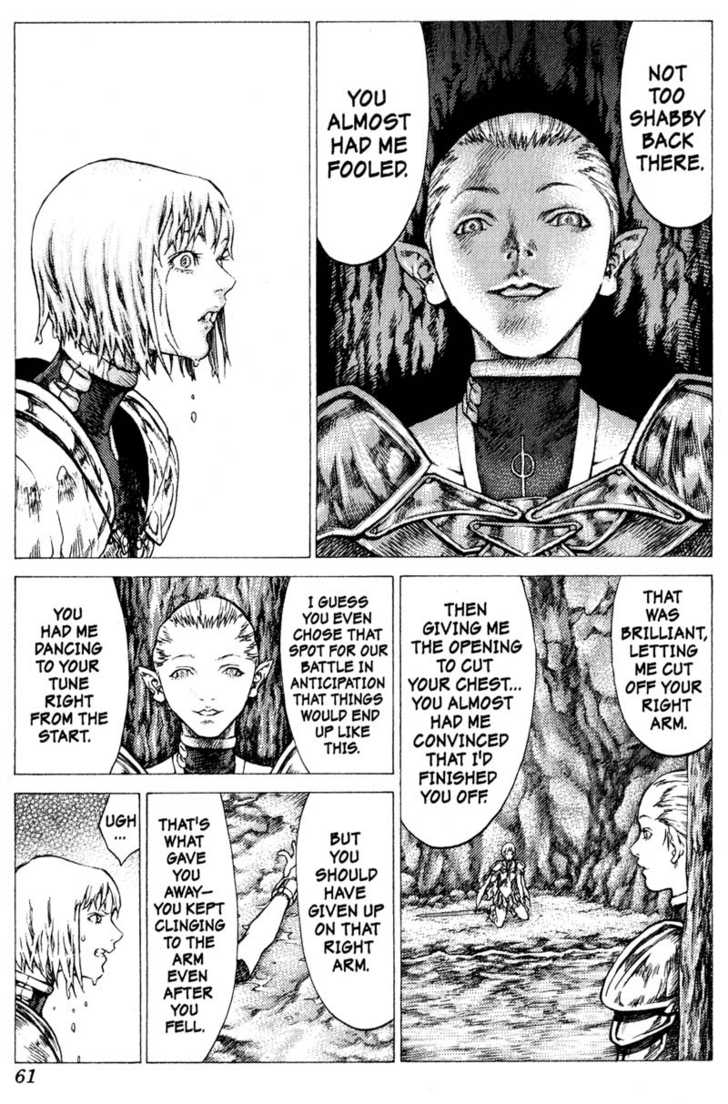 NOT
TOO
SHABBY
BACK
THERE.
YOU
ALMOST
HAD ME
FOOLED.
THAT
WAS
BRILLIANT,
LETTING
ME CUT
OFF YOUR
RIGHT
ARM.
THEN
GIVING ME
THE OPENING
TO CUT
YOUR CHEST...
YOU ALMOST
HAD ME
CONVINCED
THAT I'D
FINISHED
YOU OFF.
I GUESS
YOU EVEN
CHOSE THAT
SPOT FOR OUR
BATTLE IN
ANTICIPATION
THAT THINGS
WOULD END
UP LIKE
THIS.
YOU
HAD ME
DANCING
TO YOUR
TUNE
RIGHT
FROM THE
START.
BUT
YOU
SHOULD
HAVE
GIVEN UP
ON THAT
RIGHT
ARM.
THAT'S
WHAT
GAVE
YOU
AWAY—
YOU KEPT
CLINGING
TO THE
ARM
EVEN
AFTER
YOU
FELL.
UGH
...
61